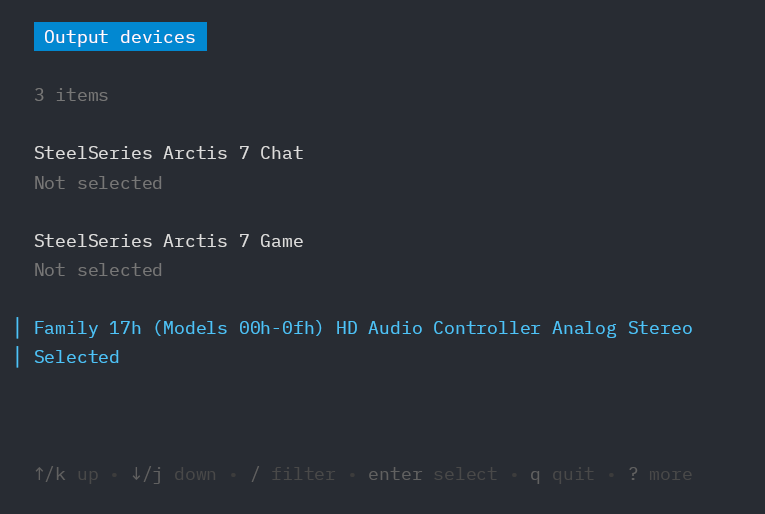 Output devices
3 items
SteelSeries Arctis 7 Chat
Not selected
SteelSeries Arctis 7 Game
Not selected
Family 17h (Models 00h-0fh) HD Audio Controller Analog Stereo
Selected
↑/k up • ↓/j down • / filter • enter select • q quit • ? more